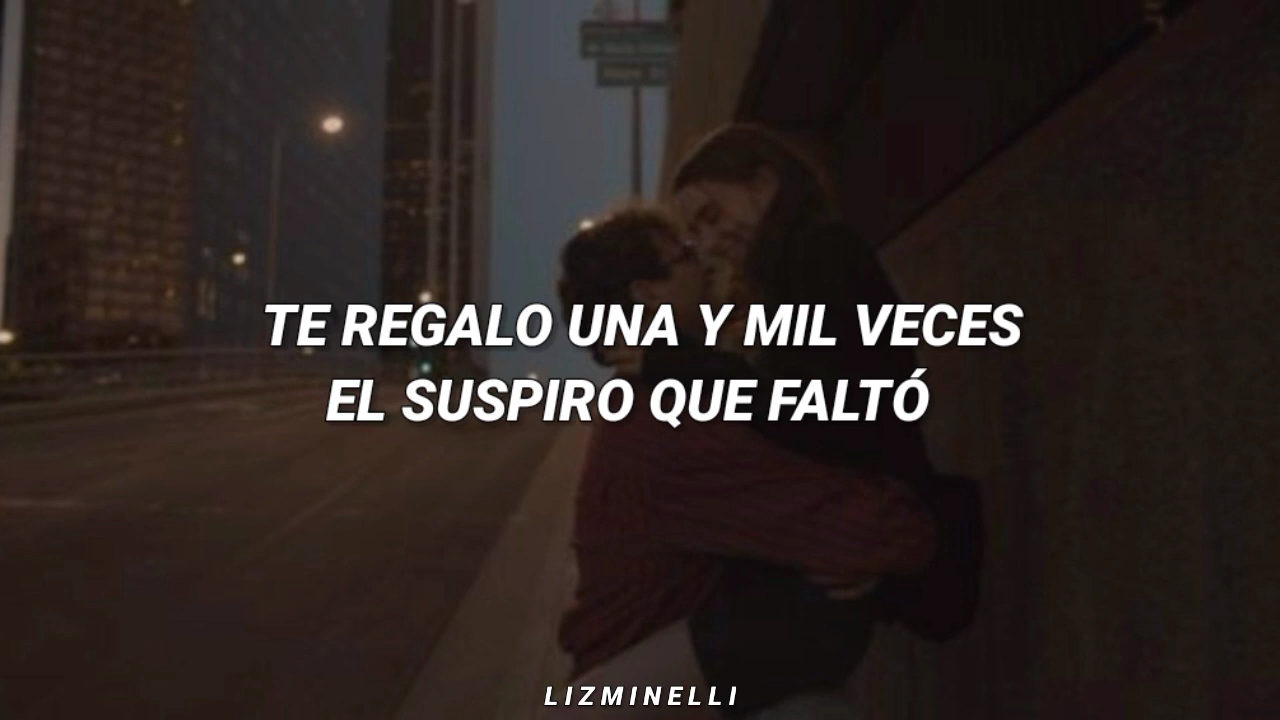 TE REGALO UNA Y MIL VECES
EL SUSPIRO QUE FALTÓ
LIZMINELLI